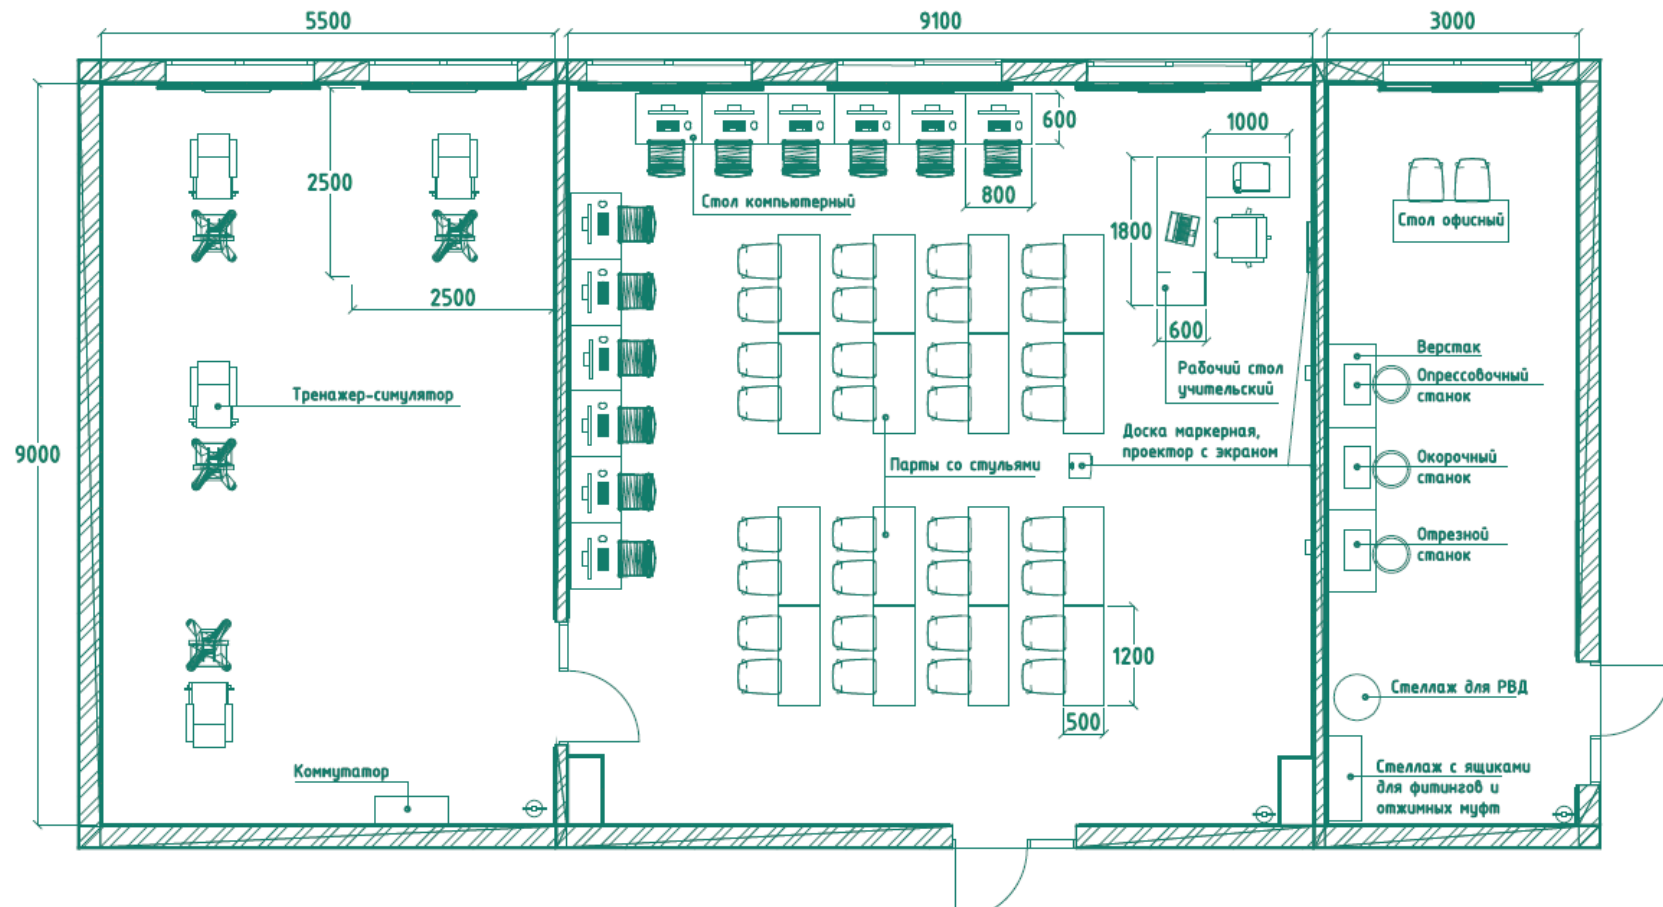 5500
9100
3000
600
1000
2500
800
Стол компьютерный
1800
Стол офисный
2500
600
Рабочий стол
учительский
Верстак
Опрессовочный
станок
Тренажер-симулятор
9000
Доска маркерная,
проектор с экраном
Парты со стульями
Окорочный
станок
Отрезной
станок
1200
500
Стеллаж для РВД
Коммутатор
Стеллаж с ящиками
для фитингов и
отжимных муфт